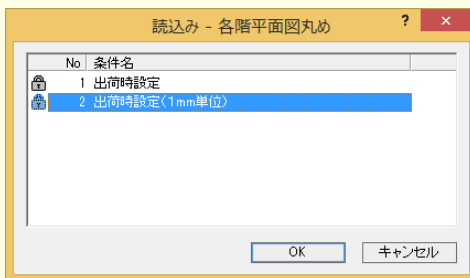 読込み - 各階平面図丸め
? ×
No 条件名
1 出荷時設定
2 出荷時設定(1mm単位)
OK キャンセル